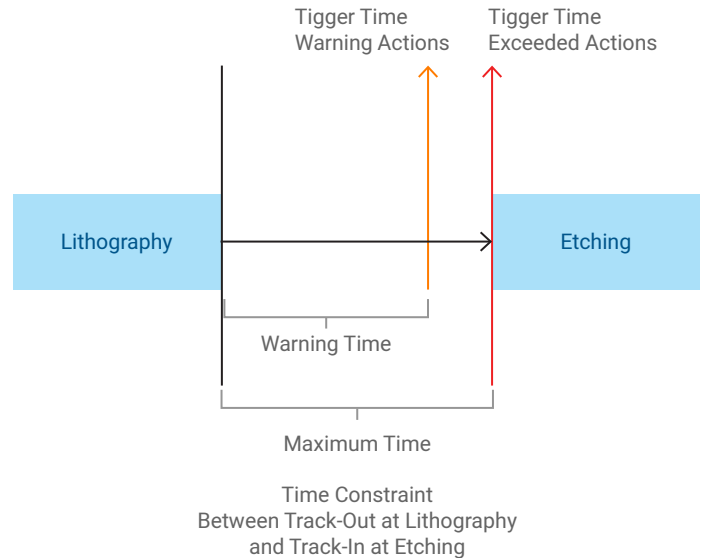 Tigger Time
Warning Actions
Tigger Time
Exceeded Actions
Lithography
Etching
Warning Time
Maximum Time
Time Constraint
Between Track-Out at Lithography
and Track-In at Etching